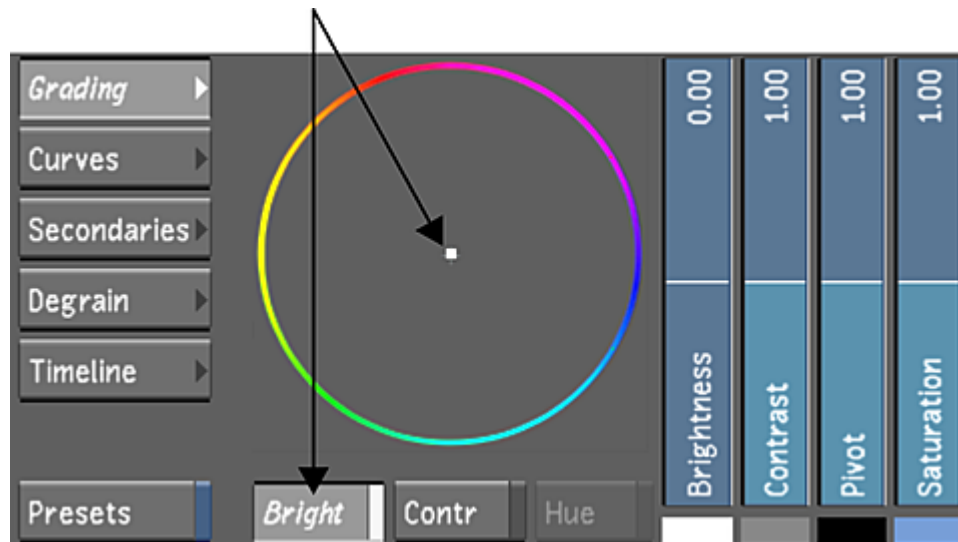 Grading
Curves
Secondaries
Degrain
Timeline
Presets
Bright
Contr
Hue
0.00
Brightness
1.00
Contrast
1.00
Pivot
1.00
Saturation